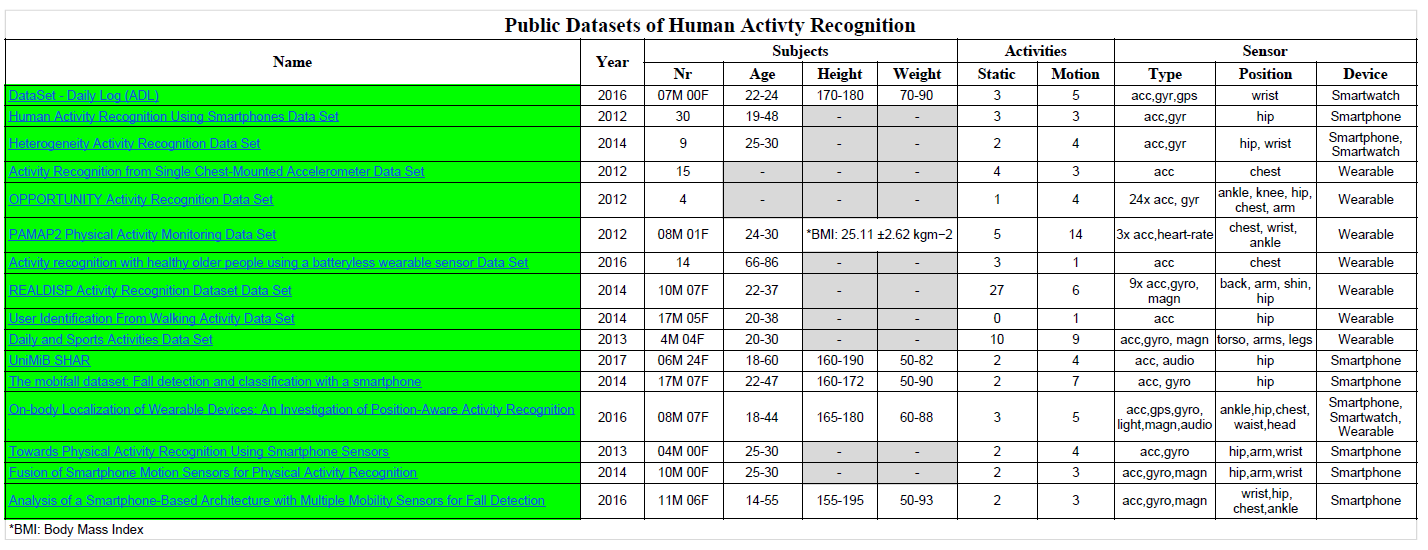 Public Datasets of Human Activty Recognition
Name Year Subjects Activities Sensor
Nr Age Height Weight Static Motion Type Position Device
DataSet - Daily Log (ADL) 2016 07M 00F 22-24 170-180 70-90 3 5 acc,gyr,gps wrist Smartwatch
Human Activity Recognition Using Smartphones Data Set 2012 30 19-48 - - 3 3 acc,gyr hip Smartphone
Heterogeneity Activity Recognition Data Set 2014 9 25-30 - - 2 4 acc,gyr hip, wrist Smartphone,
Smartwatch
Activity Recognition from Single Chest-Mounted Accelerometer Data Set 2012 15 - - - 4 3 acc chest Wearable
OPPORTUNITY Activity Recognition Data Set 2012 4 - - - 1 4 24x acc, gyr ankle, knee, hip,
chest, arm Wearable
PAMAP2 Physical Activity Monitoring Data Set 2012 08M 01F 24-30 *BMI: 25.11 ±2.62 kgm−2 5 14 3x acc,heart-rate chest, wrist,
ankle Wearable
Activity recognition with healthy older people using a batteryless wearable sensor Data Set 2016 14 66-86 - - 3 1 acc chest Wearable
REALDISP Activity Recognition Dataset Data Set 2014 10M 07F 22-37 - - 27 6 9x acc,gyro,
magn back, arm, shin,
hip Wearable
User Identification From Walking Activity Data Set 2014 17M 05F 20-38 - - 0 1 acc hip Wearable
Daily and Sports Activities Data Set 2013 4M 04F 20-30 - - 10 9 acc,gyro, magn torso, arms, legs Wearable
UniMiB SHAR 2017 06M 24F 18-60 160-190 50-82 2 4 acc, audio hip Smartphone
The mobifall dataset: Fall detection and classification with a smartphone 2014 17M 07F 22-47 160-172 50-90 2 7 acc, gyro hip Smartphone
On-body Localization of Wearable Devices: An Investigation of Position-Aware Activity Recognition 2016 08M 07F 18-44 165-180 60-88 3 5 acc,gps,gyro,
light,magn,audio ankle,hip,chest,
waist,head Smartphone,
Smartwatch,
Wearable
Towards Physical Activity Recognition Using Smartphone Sensors 2013 04M 00F 25-30 - - 2 4 acc,gyro hip,arm,wrist Smartphone
Fusion of Smartphone Motion Sensors for Physical Activity Recognition 2014 10M 00F 25-30 - - 2 3 acc,gyro,magn hip,arm,wrist Smartphone
Analysis of a Smartphone-Based Architecture with Multiple Mobility Sensors for Fall Detection 2016 11M 06F 14-55 155-195 50-93 2 3 acc,gyro,magn wrist,hip,
chest,ankle Smartphone
*BMI: Body Mass Index